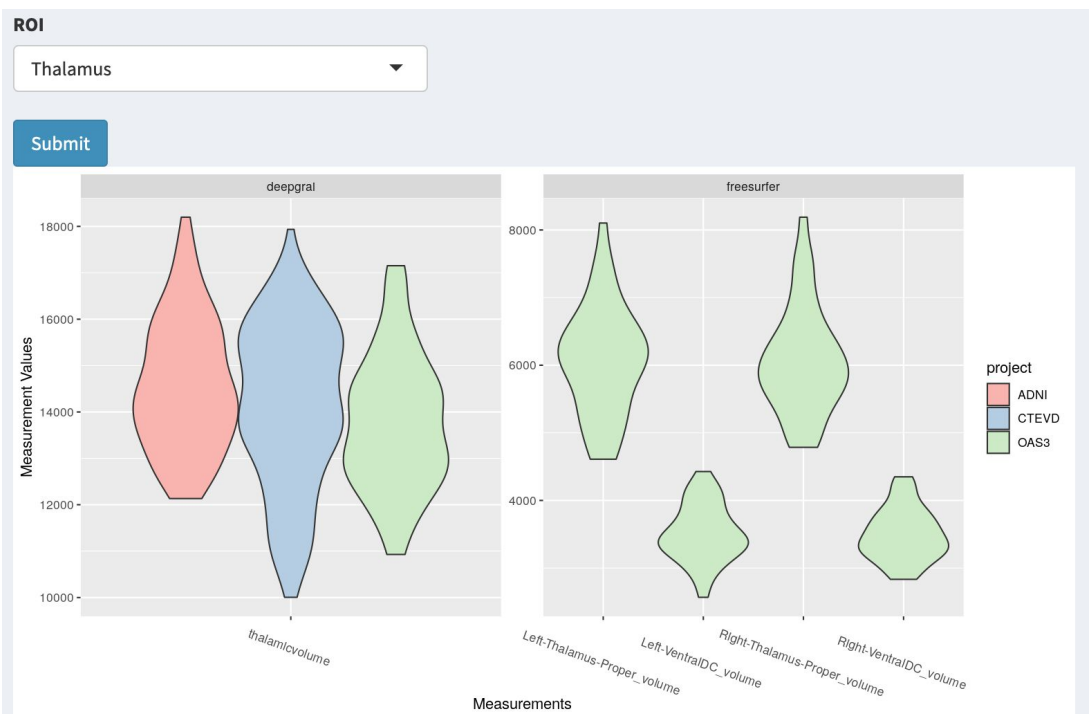 ROI
Thalamus
Submit
deepgral
freesurfer
Measurement Values
18000
16000
14000
12000
10000
8000
6000
4000
thalamicvolume
Left-Thalamus-Proper_volume
Left-VentralDC_volume
Right-Thalamus-Proper_volume
Right-VentralDC_volume
Measurements
project
ADNI
CTEVD
OAS3